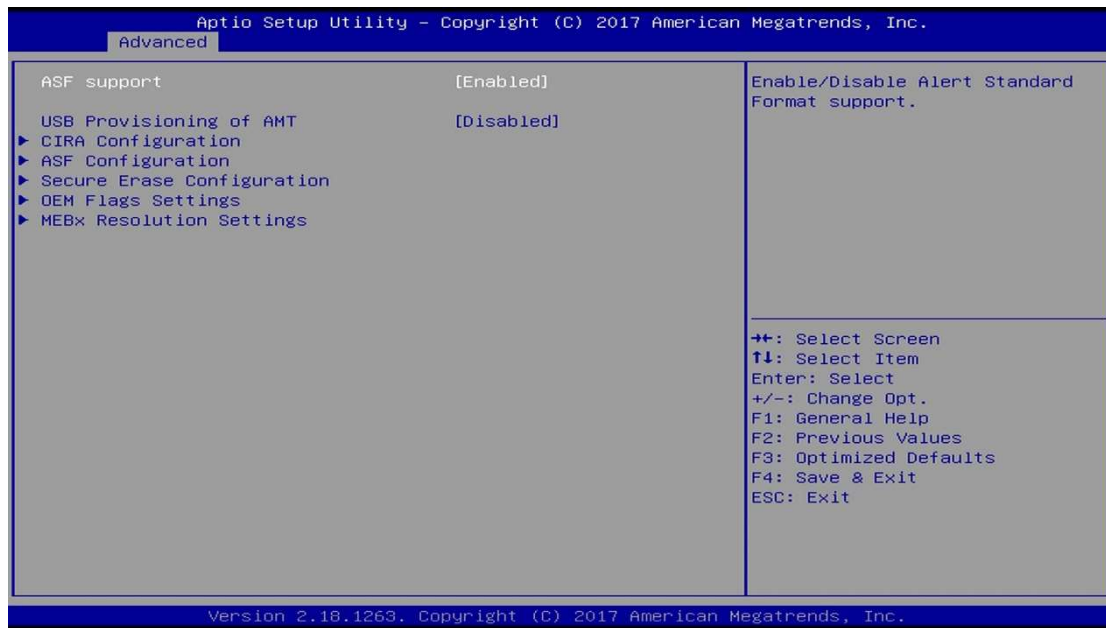 Aptio Setup Utility – Copyright (C) 2017 American Megatrends, Inc.
Advanced
ASF support [Enabled]
USB Provisioning of AMT [Disabled]
► CIRA Configuration
► ASF Configuration
► Secure Erase Configuration
► OEM Flags Settings
► MEBx Resolution Settings
Enable/Disable Alert Standard
Format support.
→←: Select Screen
↑↓: Select Item
Enter: Select
+/-: Change Opt.
F1: General Help
F2: Previous Values
F3: Optimized Defaults
F4: Save & Exit
ESC: Exit
Version 2.18.1263. Copyright (C) 2017 American Megatrends, Inc.